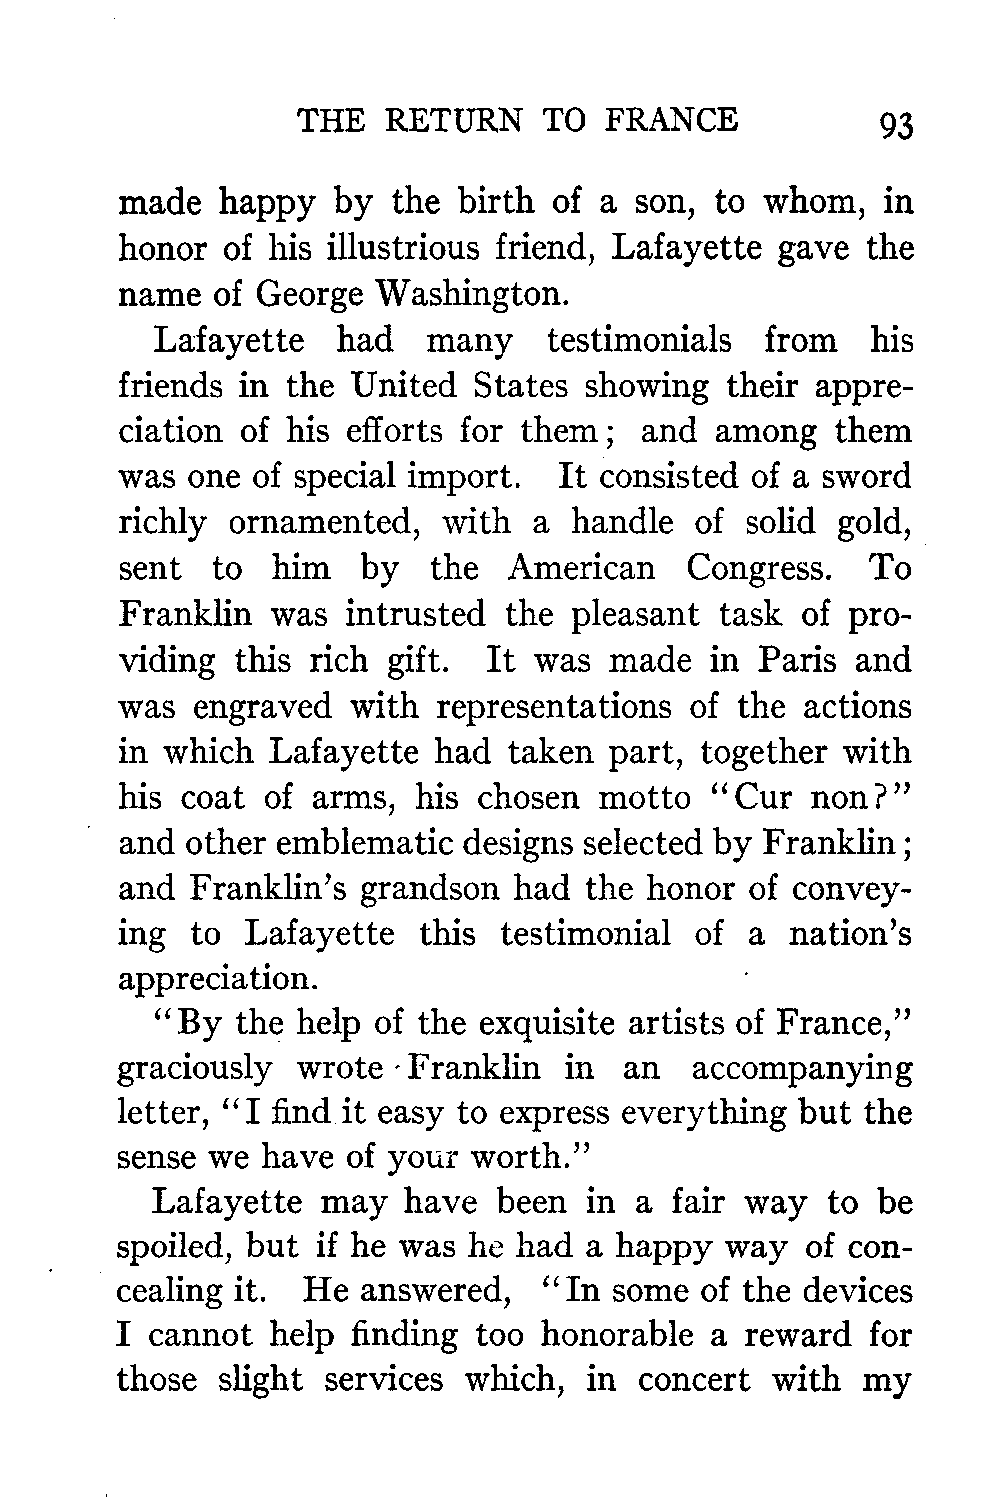 THE RETURN TO FRANCE 93
made happy by the birth of a son, to whom, in
honor of his illustrious friend, Lafayette gave the
name of George Washington.
Lafayette had many testimonials from his
friends in the United States showing their appre-
ciation of his efforts for them; and among them
was one of special import. It consisted of a sword
richly ornamented, with a handle of solid gold,
sent to him by the American Congress. To
Franklin was intrusted the pleasant task of pro-
viding this rich gift. It was made in Paris and
was engraved with representations of the actions
in which Lafayette had taken part, together with
his coat of arms, his chosen motto "Cur non?"
and other emblematic designs selected by Franklin;
and Franklin's grandson had the honor of convey-
ing to Lafayette this testimonial of a nation's
appreciation.
"By the help of the exquisite artists of France,"
graciously wrote Franklin in an accompanying
letter, "I find it easy to express everything but the
sense we have of your worth."
Lafayette may have been in a fair way to be
spoiled, but if he was he had a happy way of con-
cealing it. He answered, "In some of the devices
I cannot help finding too honorable a reward for
those slight services which, in concert with my